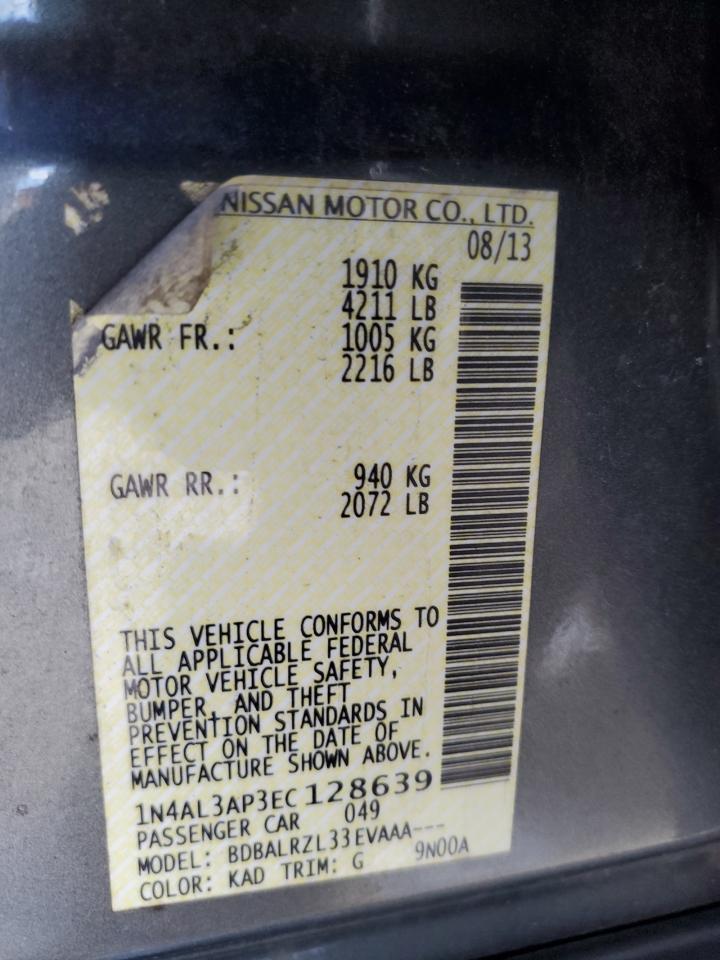 NISSAN MOTOR CO., LTD.
08/13
1910 KG
4211 LB
GAWR FR.: 1005 KG
2216 LB
GAWR RR.: 940 KG
2072 LB
THIS VEHICLE CONFORMS TO
ALL APPLICABLE FEDERAL
MOTOR VEHICLE SAFETY,
BUMPER, AND THEFT
PREVENTION STANDARDS IN
EFFECT ON THE DATE OF
MANUFACTURE SHOWN ABOVE.
1N4AL3AP3EC128639
PASSENGER CAR 049
MODEL: BDBALRZL33EVAAA---
COLOR: KAD TRIM: G 9N00A